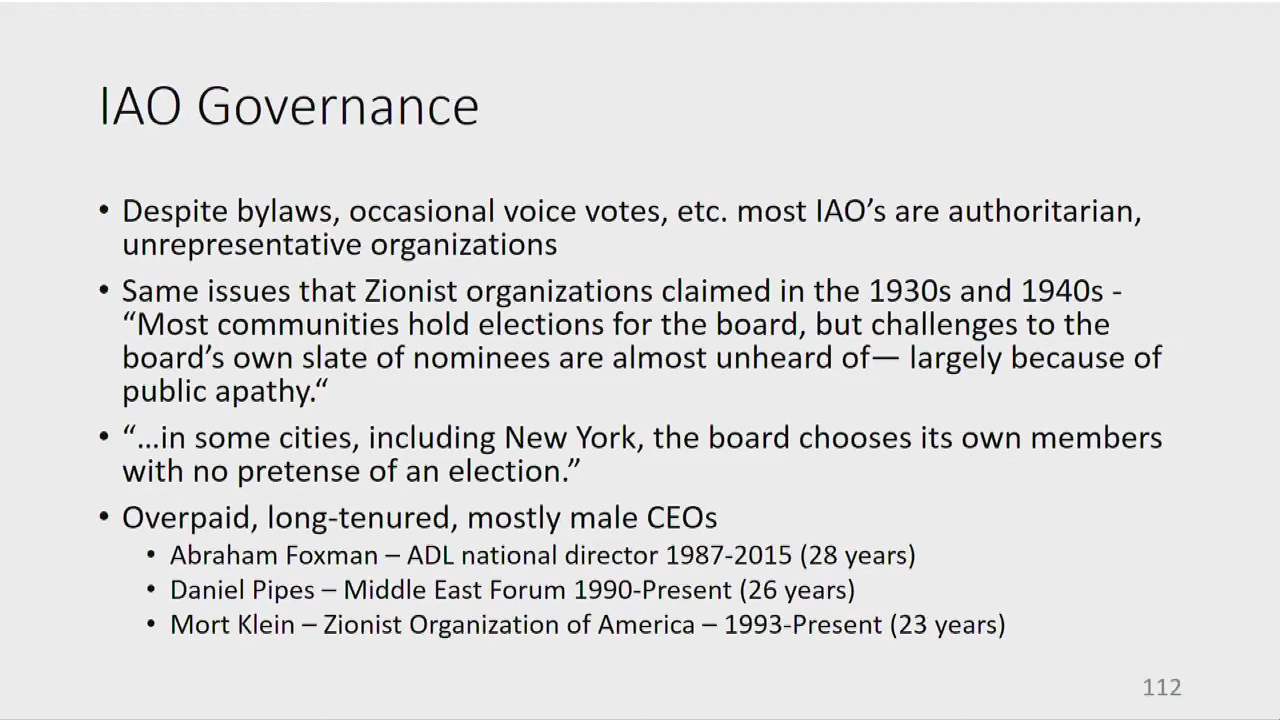 IAO Governance
• Despite bylaws, occasional voice votes, etc. most IAO’s are authoritarian,
unrepresentative organizations
• Same issues that Zionist organizations claimed in the 1930s and 1940s -
“Most communities hold elections for the board, but challenges to the
board’s own slate of nominees are almost unheard of— largely because of
public apathy.“
• “…in some cities, including New York, the board chooses its own members
with no pretense of an election.”
• Overpaid, long-tenured, mostly male CEOs
• Abraham Foxman – ADL national director 1987-2015 (28 years)
• Daniel Pipes – Middle East Forum 1990-Present (26 years)
• Mort Klein – Zionist Organization of America – 1993-Present (23 years)
112